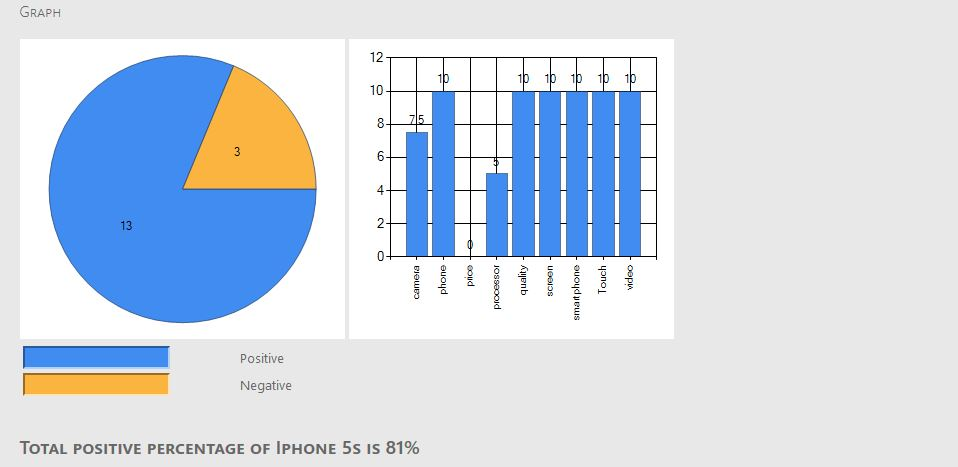 Graph
13
3
12
10
8
6
4
2
0
7.5
10
0
5
10
10
10
10
10
camera
phone
price
processor
quality
screen
smartphone
Touch
video
Positive
Negative
Total positive percentage of Iphone 5s is 81%